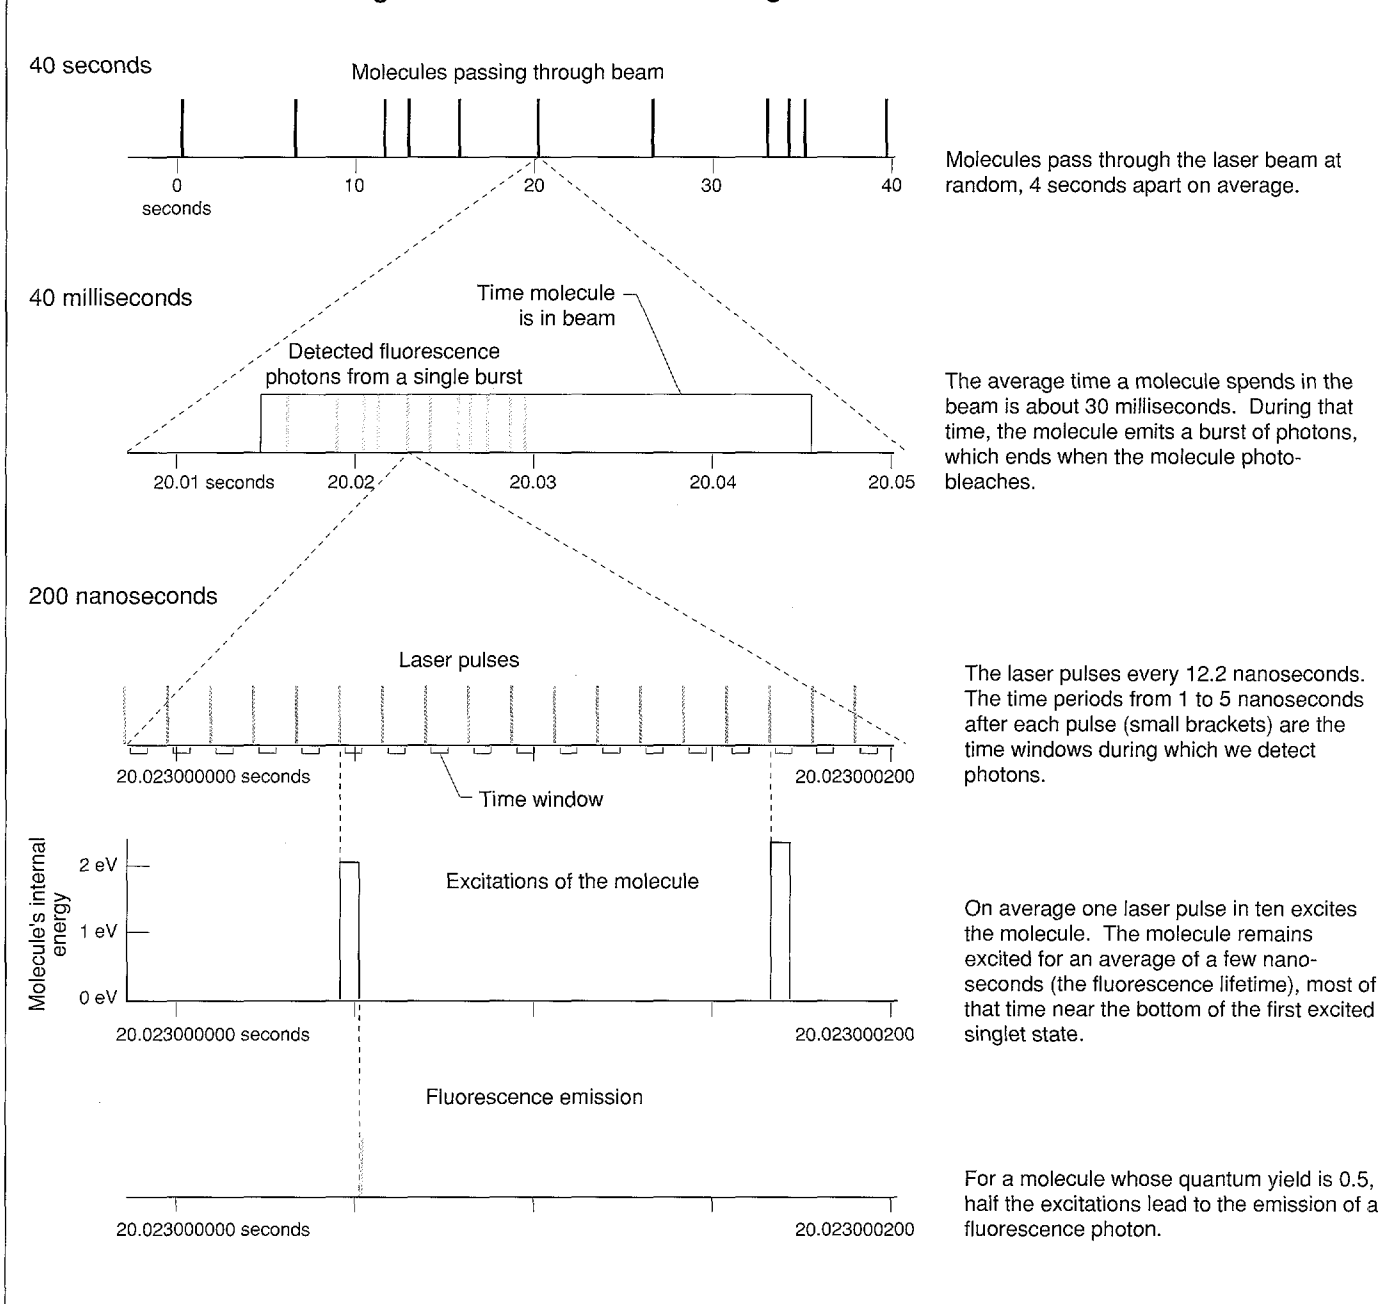 40 seconds
Molecules passing through beam
0
10
20
30
40
seconds
Molecules pass through the laser beam at
random, 4 seconds apart on average.
40 milliseconds
Time molecule
is in beam
Detected fluorescence
photons from a single burst
20.01 seconds
20.02
20.03
20.04
20.05
The average time a molecule spends in the
beam is about 30 milliseconds. During that
time, the molecule emits a burst of photons,
which ends when the molecule photo-
bleaches.
200 nanoseconds
Laser pulses
20.023000000 seconds
20.023000200
Time window
The laser pulses every 12.2 nanoseconds.
The time periods from 1 to 5 nanoseconds
after each pulse (small brackets) are the
time windows during which we detect
photons.
Molecule's internal
energy
2 eV
1 eV
0 eV
Excitations of the molecule
20.023000000 seconds
20.023000200
On average one laser pulse in ten excites
the molecule. The molecule remains
excited for an average of a few nano-
seconds (the fluorescence lifetime), most of
that time near the bottom of the first excited
singlet state.
Fluorescence emission
20.023000000 seconds
20.023000200
For a molecule whose quantum yield is 0.5,
half the excitations lead to the emission of a
fluorescence photon.